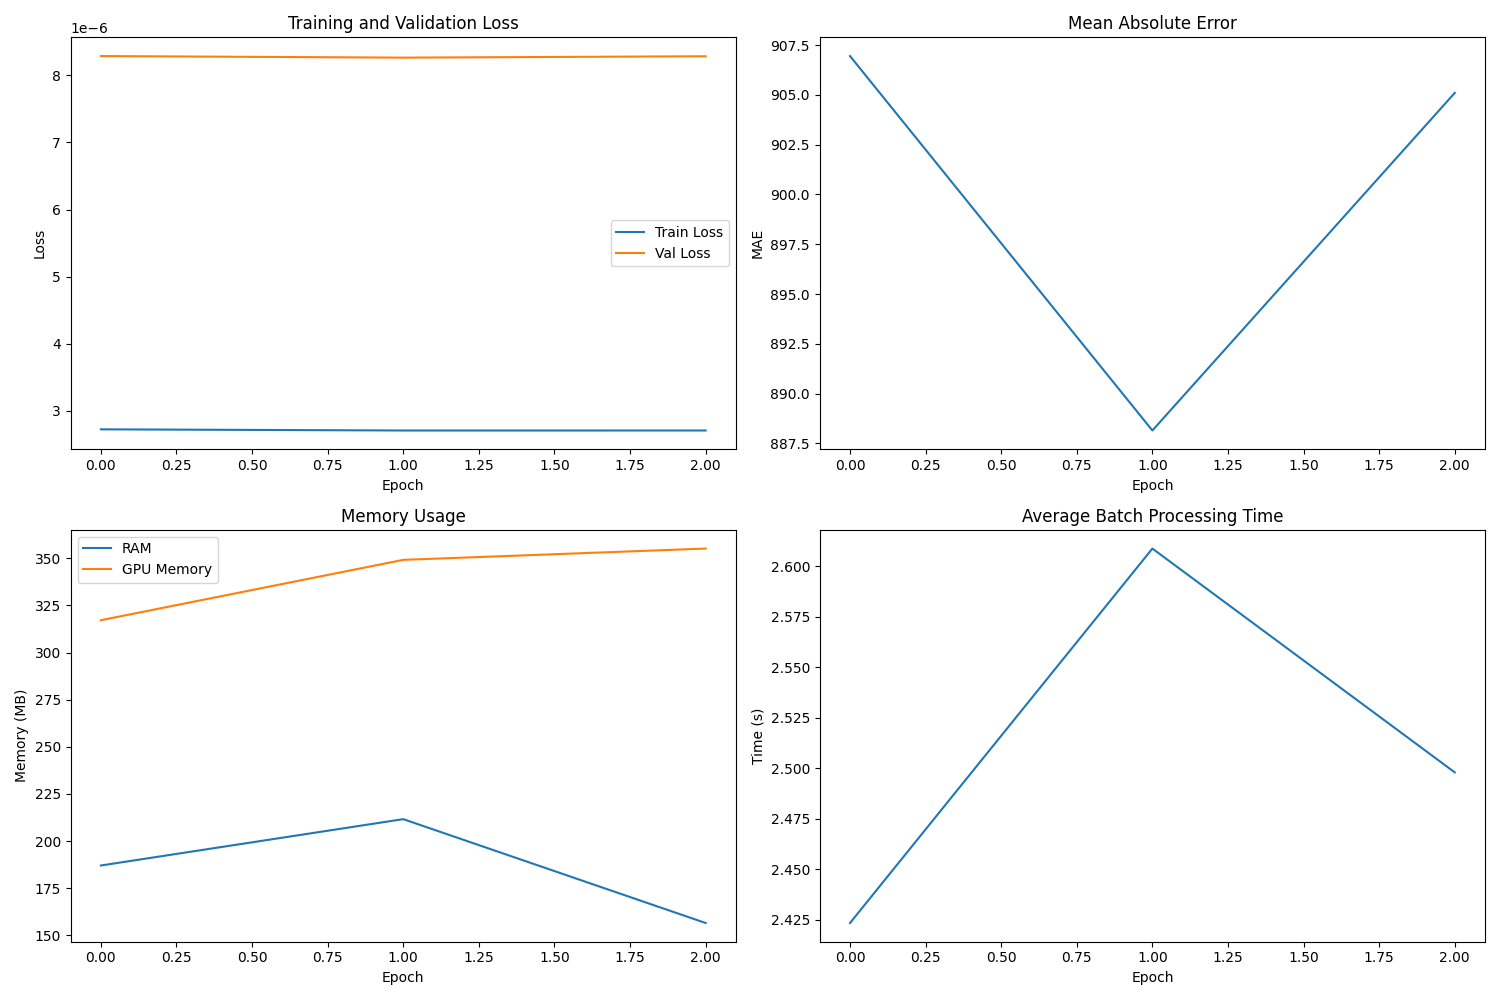 Training and Validation Loss
1e−6
8
7
6
5
4
3
Loss
Train Loss
Val Loss
0.00 0.25 0.50 0.75 1.00 1.25 1.50 1.75 2.00
Epoch
Mean Absolute Error
907.5
905.0
902.5
900.0
897.5
895.0
892.5
890.0
887.5
MAE
0.00 0.25 0.50 0.75 1.00 1.25 1.50 1.75 2.00
Epoch
Memory Usage
RAM
GPU Memory
350
325
300
275
250
225
200
175
150
Memory (MB)
0.00 0.25 0.50 0.75 1.00 1.25 1.50 1.75 2.00
Epoch
Average Batch Processing Time
2.600
2.575
2.550
2.525
2.500
2.475
2.450
2.425
Time (s)
0.00 0.25 0.50 0.75 1.00 1.25 1.50 1.75 2.00
Epoch